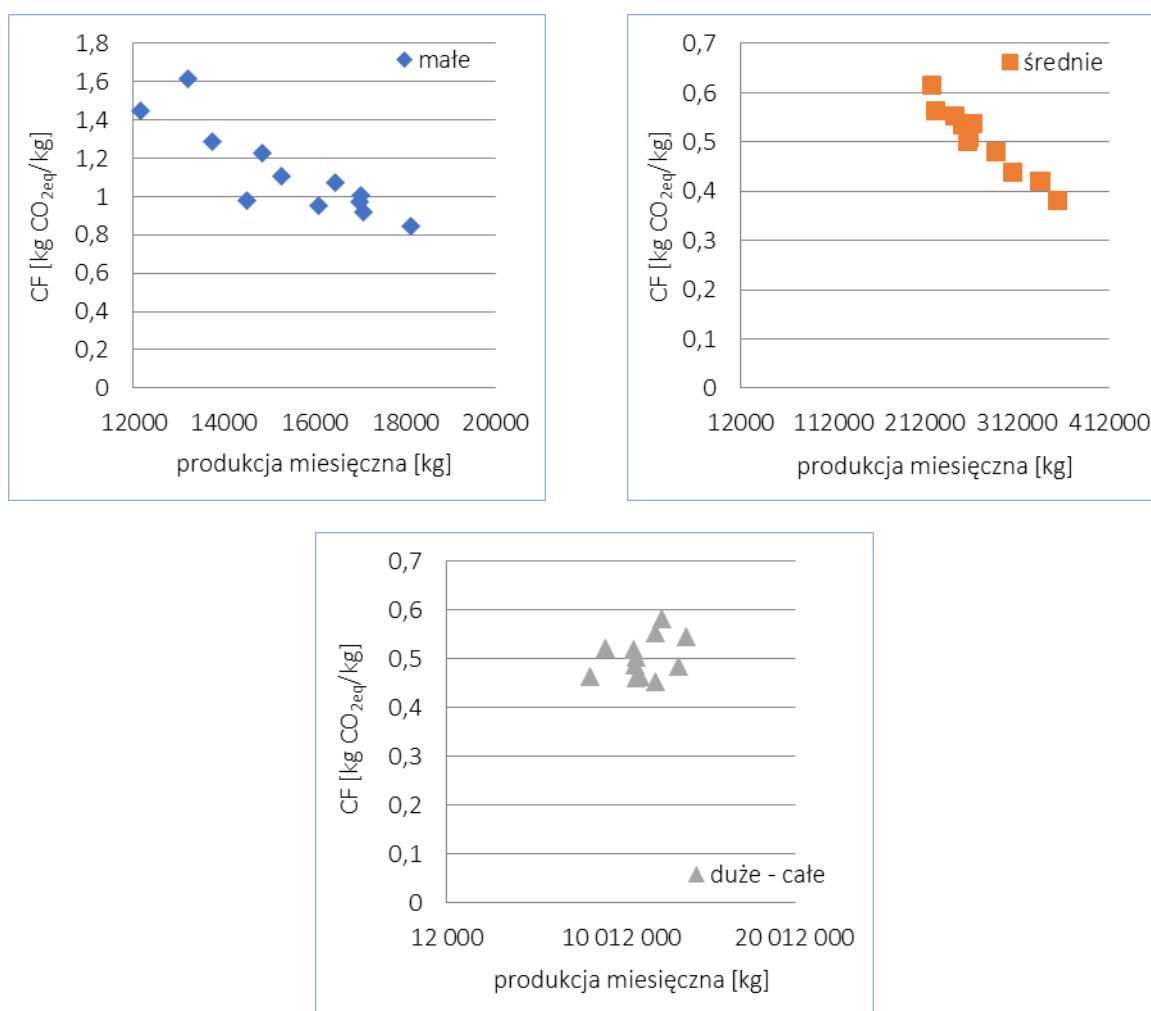 1,8
1,6
1,4
1,2
1
0,8
0,6
0,4
0,2
0
CF [kg CO2eq/kg]
małe
12000 14000 16000 18000 20000
produkcja miesięczna [kg]
0,7
0,6
0,5
0,4
0,3
0,2
0,1
0
CF [kg CO2eq/kg]
średnie
12000 112000 212000 312000 412000
produkcja miesięczna [kg]
0,7
0,6
0,5
0,4
0,3
0,2
0,1
0
CF [kg CO2eq/kg]
duże - całe
12 000 10 012 000 20 012 000
produkcja miesięczna [kg]